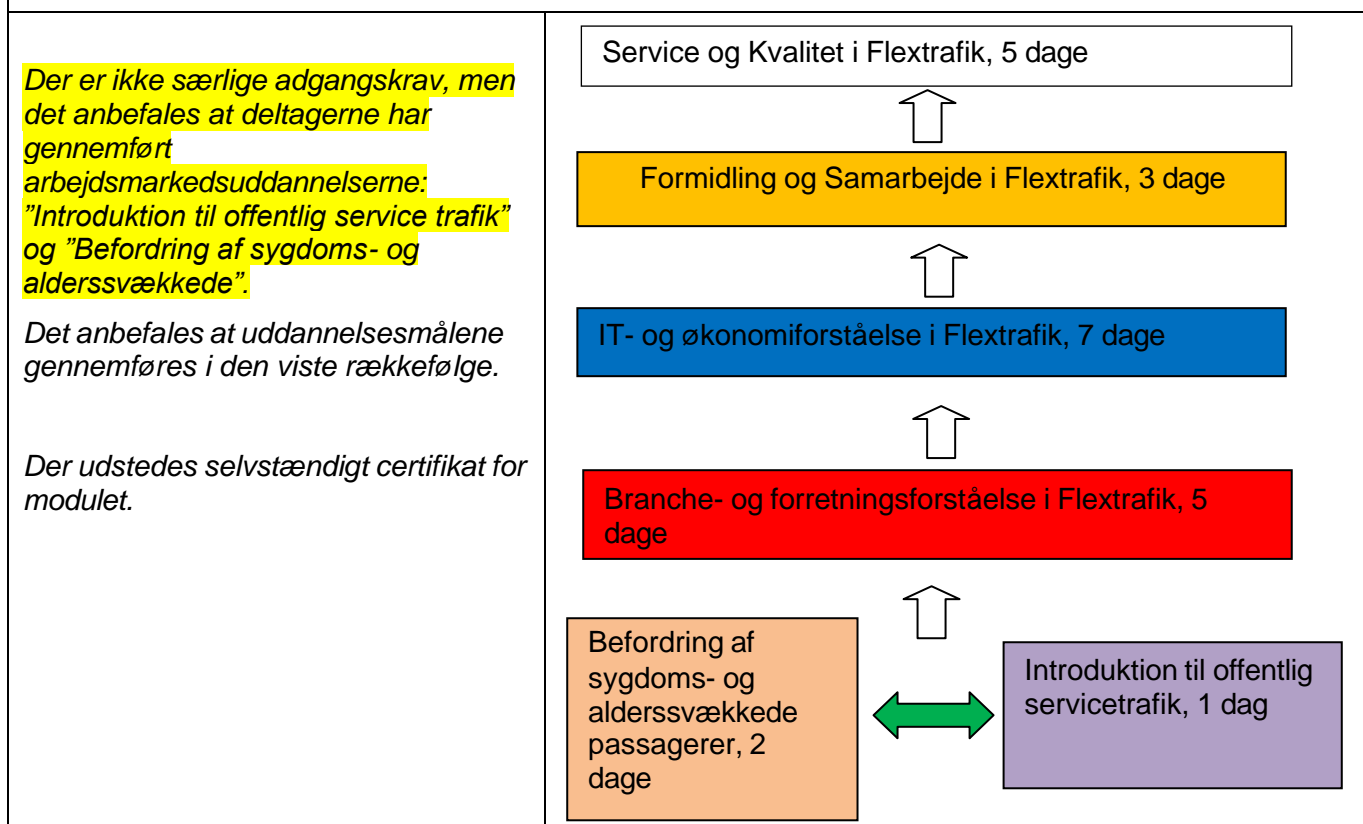 Der er ikke særlige adgangskrav, men
det anbefales at deltagerne har
gennemført
arbejdsmarkedsuddannelserne:
”Introduktion til offentlig service trafik”
og ”Befordring af sygdoms- og
alderssvækkede”.
Det anbefales at uddannelsesmålene
gennemføres i den viste rækkefølge.
Der udstedes selvstændigt certifikat for
modulet.
Service og Kvalitet i Flextrafik, 5 dage
Formidling og Samarbejde i Flextrafik, 3 dage
IT- og økonomiforståelse i Flextrafik, 7 dage
Branche- og forretningsforståelse i Flextrafik, 5
dage
Befordring af
sygdoms- og
alderssvækkede
passagerer, 2
dage
Introduktion til offentlig
servicetrafik, 1 dag